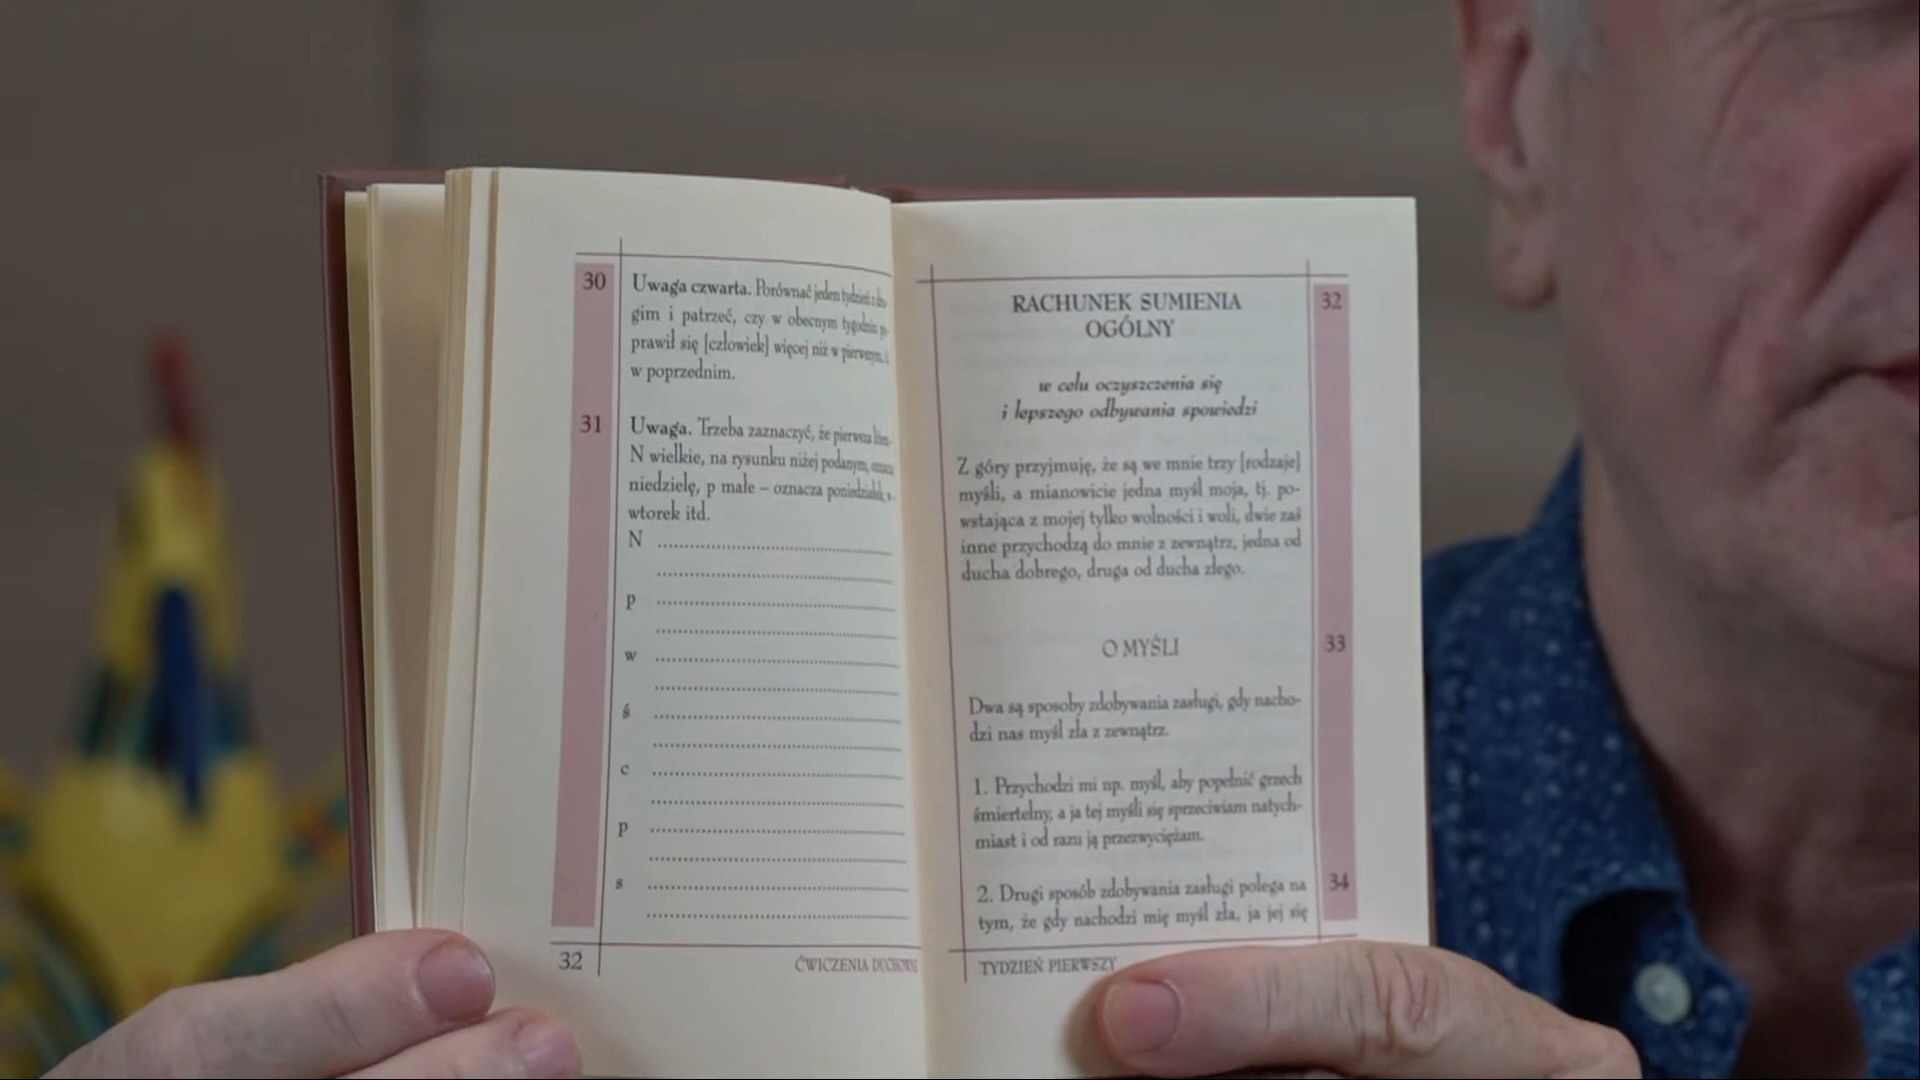 30
Uwaga czwarta. Porównać jeden tydzień z dru-
gim i patrzeć, czy w obecnym tygodniu po-
prawił się [człowiek] więcej niż w pierwszym, tj.
w poprzednim.
31
Uwaga. Trzeba zaznaczyć, że pierwsza
N wielkie, na rysunku niżej podanym, oznacza
niedzielę, p małe – oznacza poniedziałek, w -
wtorek itd.
N
p
w
ś
c
p
s
32
ĆWICZENIA DUCHOWNE
RACHUNEK SUMIENIA
OGÓLNY
32
w celu oczyszczenia się
i lepszego odbywania spowiedzi
Z góry przyjmuję, że są we mnie trzy [rodzaje]
myśli, a mianowicie jedna myśl moja, tj. po-
wstająca z mojej tylko wolności i woli, dwie zaś
inne przychodzą do mnie z zewnątrz, jedna od
ducha dobrego, druga od ducha złego.
O MYŚLI
33
Dwa są sposoby zdobywania zasługi, gdy nacho-
dzi nas myśl zła z zewnątrz.
1. Przychodzi mi np. myśl, aby popełnić grzech
śmiertelny, a ja tej myśli się sprzeciwiam natych-
miast i od razu ją przezwyciężam.
34
2. Drugi sposób zdobywania zasługi polega na
tym, że gdy nachodzi mię myśl zła, ja jej się
TYDZIEŃ PIERWSZY